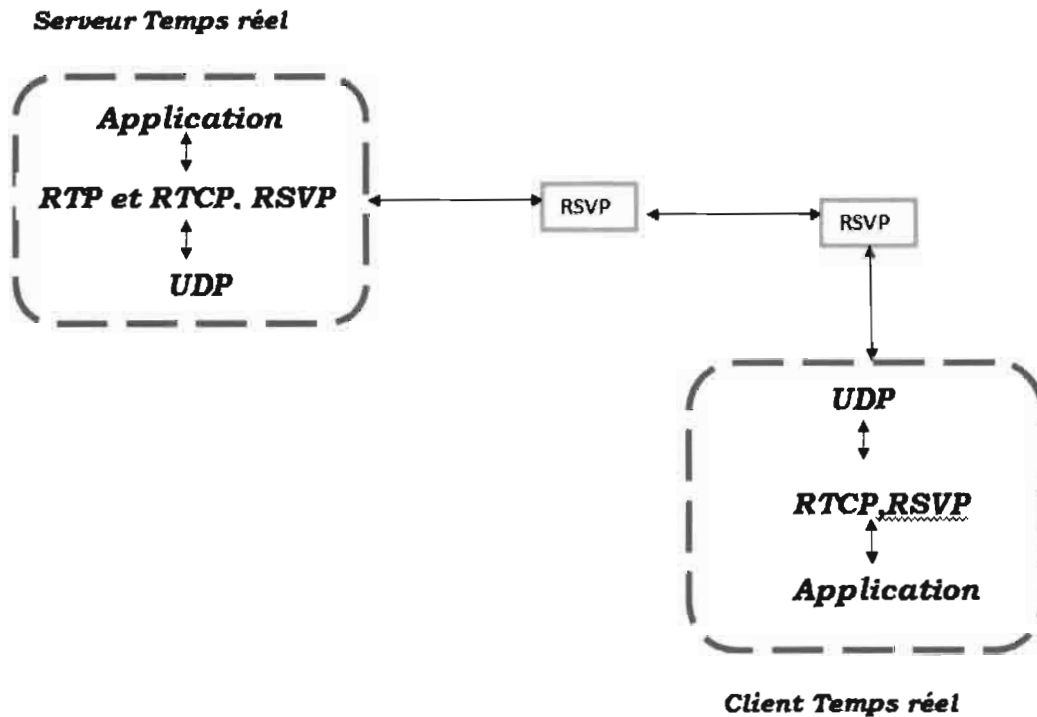 Serveur Temps réel
Application
RTP et RTCP. RSVP
UDP
RSVP
RSVP
UDP
RTCP,RSVP
Application
Client Temps réel